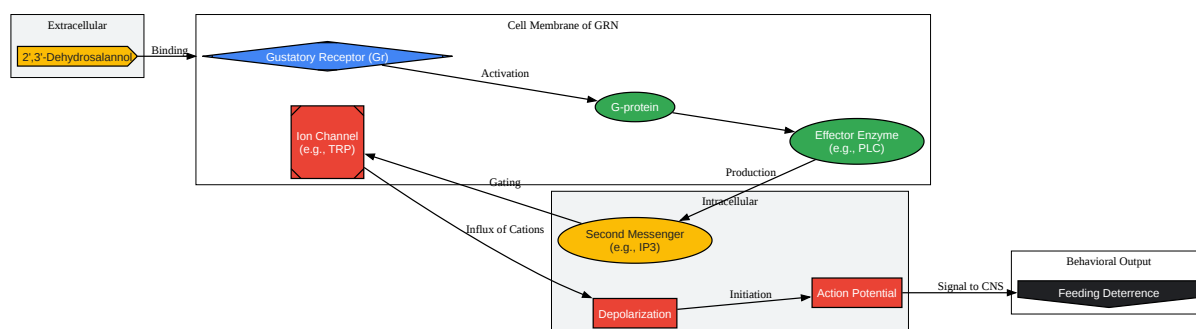 Extracellular
2',3'-Dehydrosalannol
Binding
Cell Membrane of GRN
Gustatory Receptor (Gr)
Activation
G-protein
Effector Enzyme
(e.g., PLC)
Ion Channel
(e.g., TRP)
Production
Gating
Intracellular
Second Messenger
(e.g., IP3)
Influx of Cations
Depolarization
Initiation
Action Potential
Signal to CNS
Behavioral Output
Feeding Deterrence